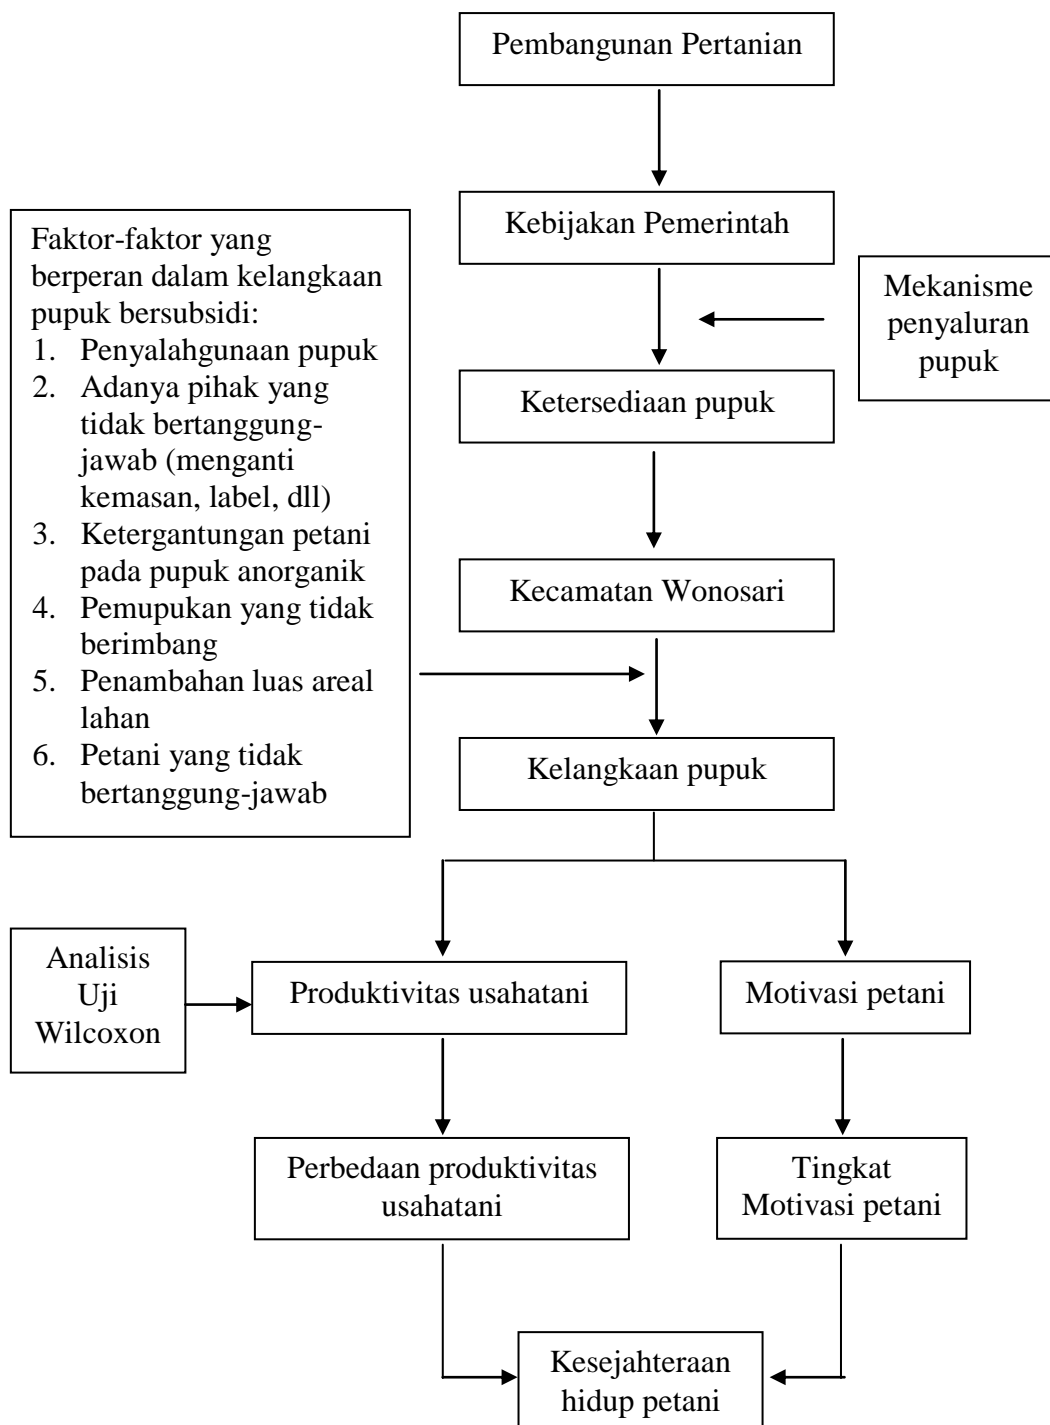 Pembangunan Pertanian
Kebijakan Pemerintah
Faktor-faktor yang
berperan dalam kelangkaan
pupuk bersubsidi:
1. Penyalahgunaan pupuk
2. Adanya pihak yang
tidak bertanggung-
jawab (menganti
kemasan, label, dll)
3. Ketergantungan petani
pada pupuk anorganik
4. Pemupukan yang tidak
berimbang
5. Penambahan luas areal
lahan
6. Petani yang tidak
bertanggung-jawab
Mekanisme
penyaluran
pupuk
Ketersediaan pupuk
Kecamatan Wonosari
Kelangkaan pupuk
Analisis
Uji
Wilcoxon
Produktivitas usahatani
Motivasi petani
Perbedaan produktivitas
usahatani
Tingkat
Motivasi petani
Kesejahteraan
hidup petani